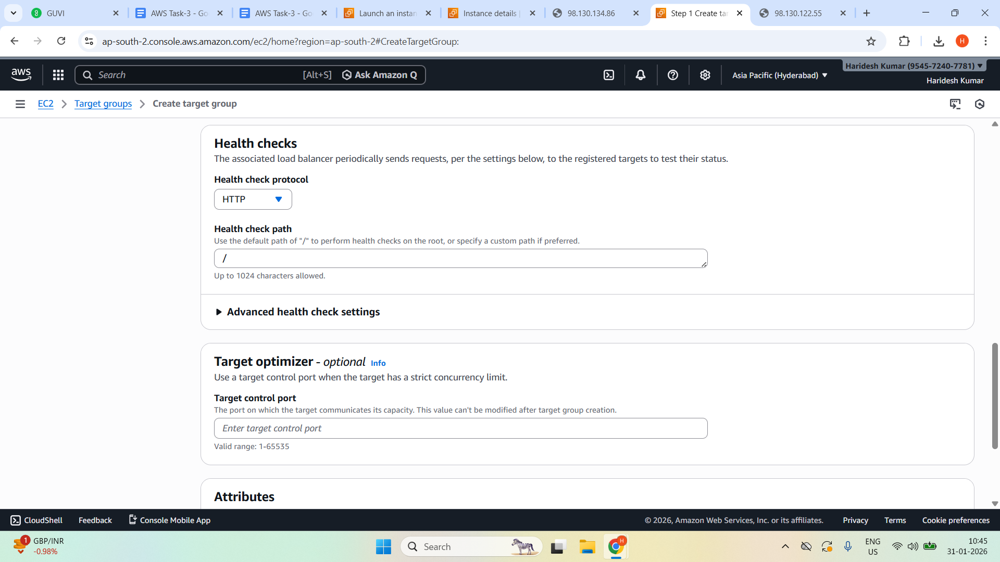 GUVI
AWS Task-3 - Go
AWS Task-3 - Go
Launch an instan
Instance details |
98.130.134.86
Step 1 Create tar
98.130.122.55
ap-south-2.console.aws.amazon.com/ec2/home?region=ap-south-2#CreateTargetGroup:
H
aws
Search
[Alt+S]
Ask Amazon Q
Asia Pacific (Hyderabad)
Haridesh Kumar (9545-7240-7781)
Haridesh Kumar
EC2
Target groups
Create target group
Health checks
The associated load balancer periodically sends requests, per the settings below, to the registered targets to test their status.
Health check protocol
HTTP
Health check path
Use the default path of "/" to perform health checks on the root, or specify a custom path if preferred.
/
Up to 1024 characters allowed.
Advanced health check settings
Target optimizer - optional Info
Use a target control port when the target has a strict concurrency limit.
Target control port
The port on which the target communicates its capacity. This value can't be modified after target group creation.
Enter target control port
Valid range: 1-65535
Attributes
CloudShell
Feedback
Console Mobile App
© 2026, Amazon Web Services, Inc. or its affiliates.
Privacy
Terms
Cookie preferences
1
GBP/INR
-0.98%
Search
H
ENG
US
10:45
31-01-2026